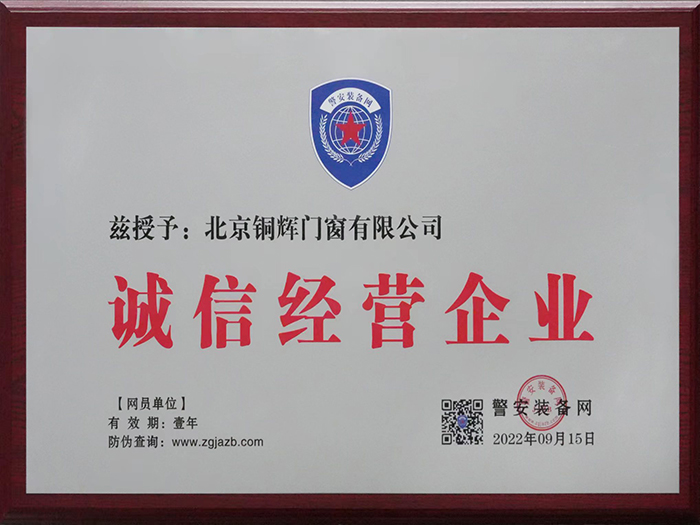 警安装备网
兹授予：北京铜辉门窗有限公司
诚信经营企业
【网员单位】
有 效 期：壹年
防伪查询：www.zgjazb.com
警安装备网
2022年09月15日